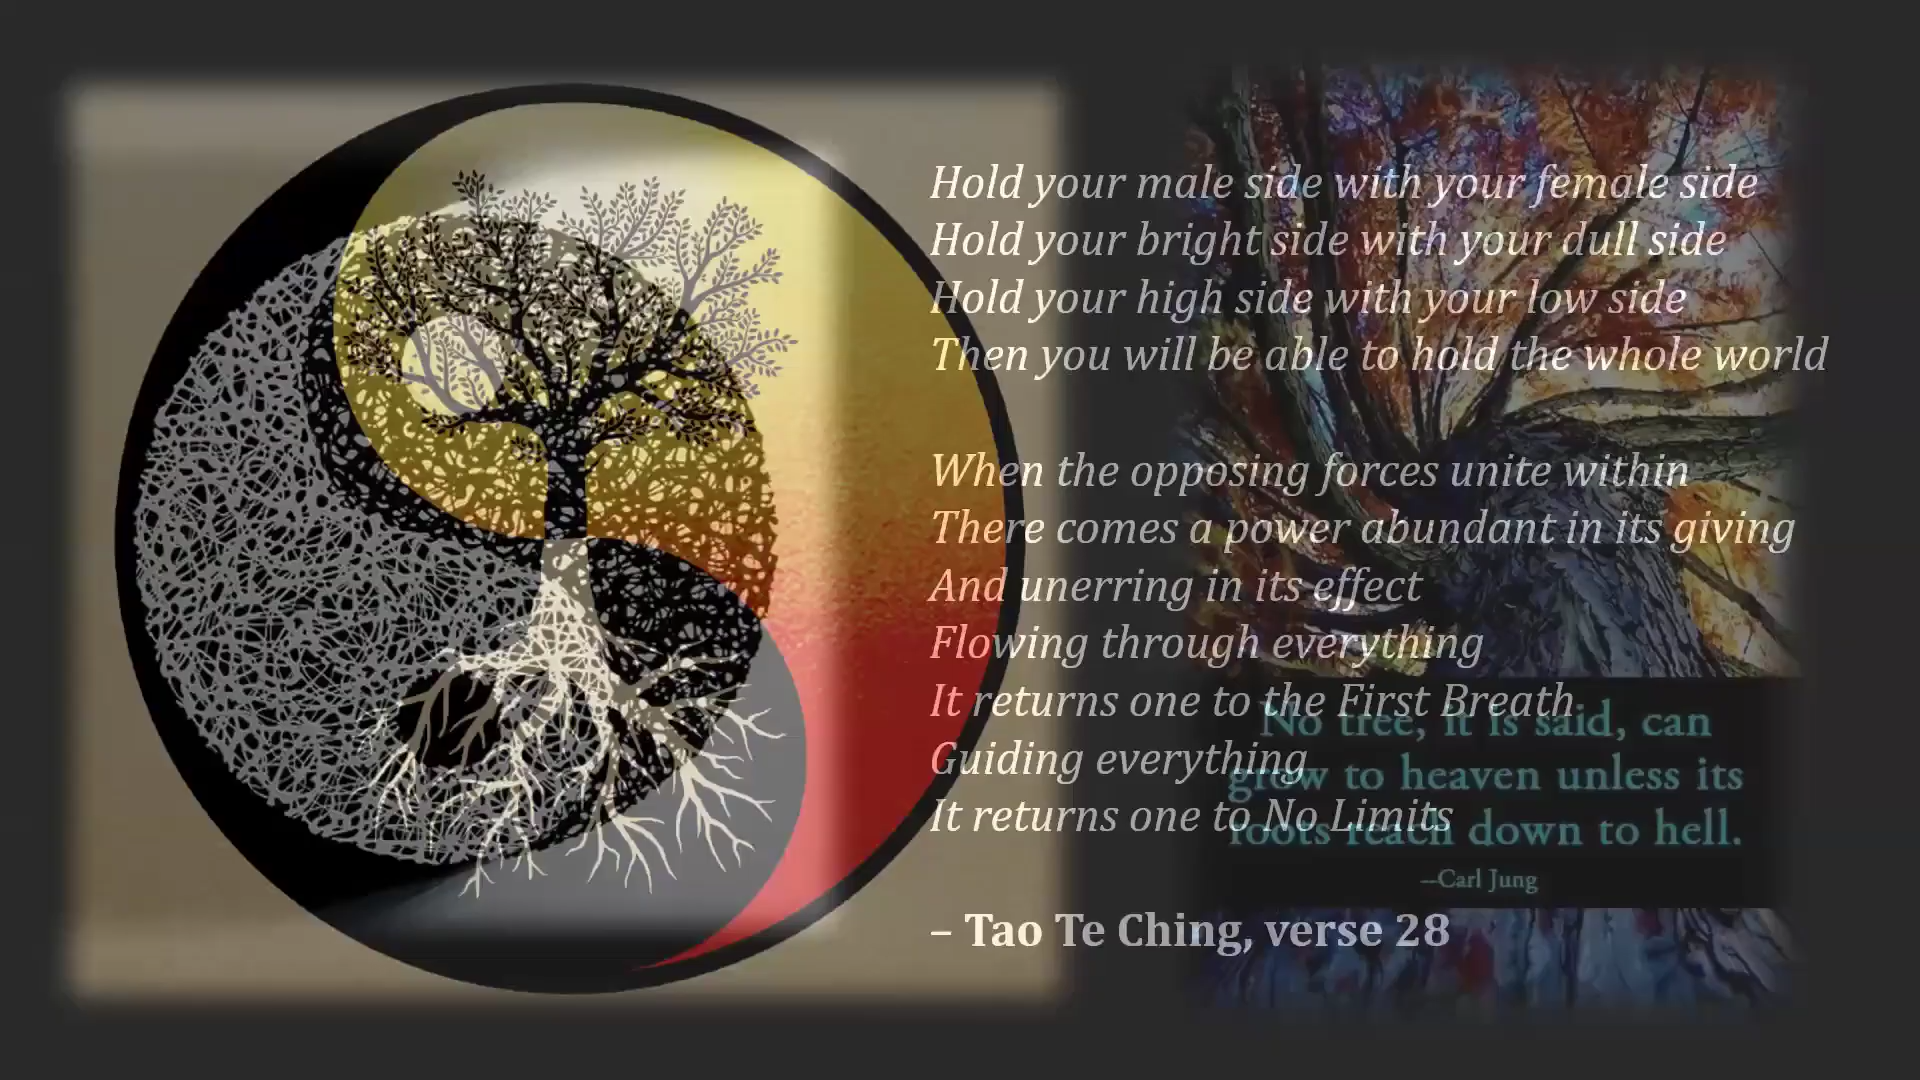 Hold your male side with your female side
Hold your bright side with your dull side
Hold your high side with your low side
Then you will be able to hold the whole world
When the opposing forces unite within
There comes a power abundant in its giving
And unerring in its effect
Flowing through everything
It returns one to the First Breath
Guiding everything
It returns one to No Limits
– Tao Te Ching, verse 28
No tree, it is said, can
grow to heaven unless its
roots reach down to hell.
--Carl Jung